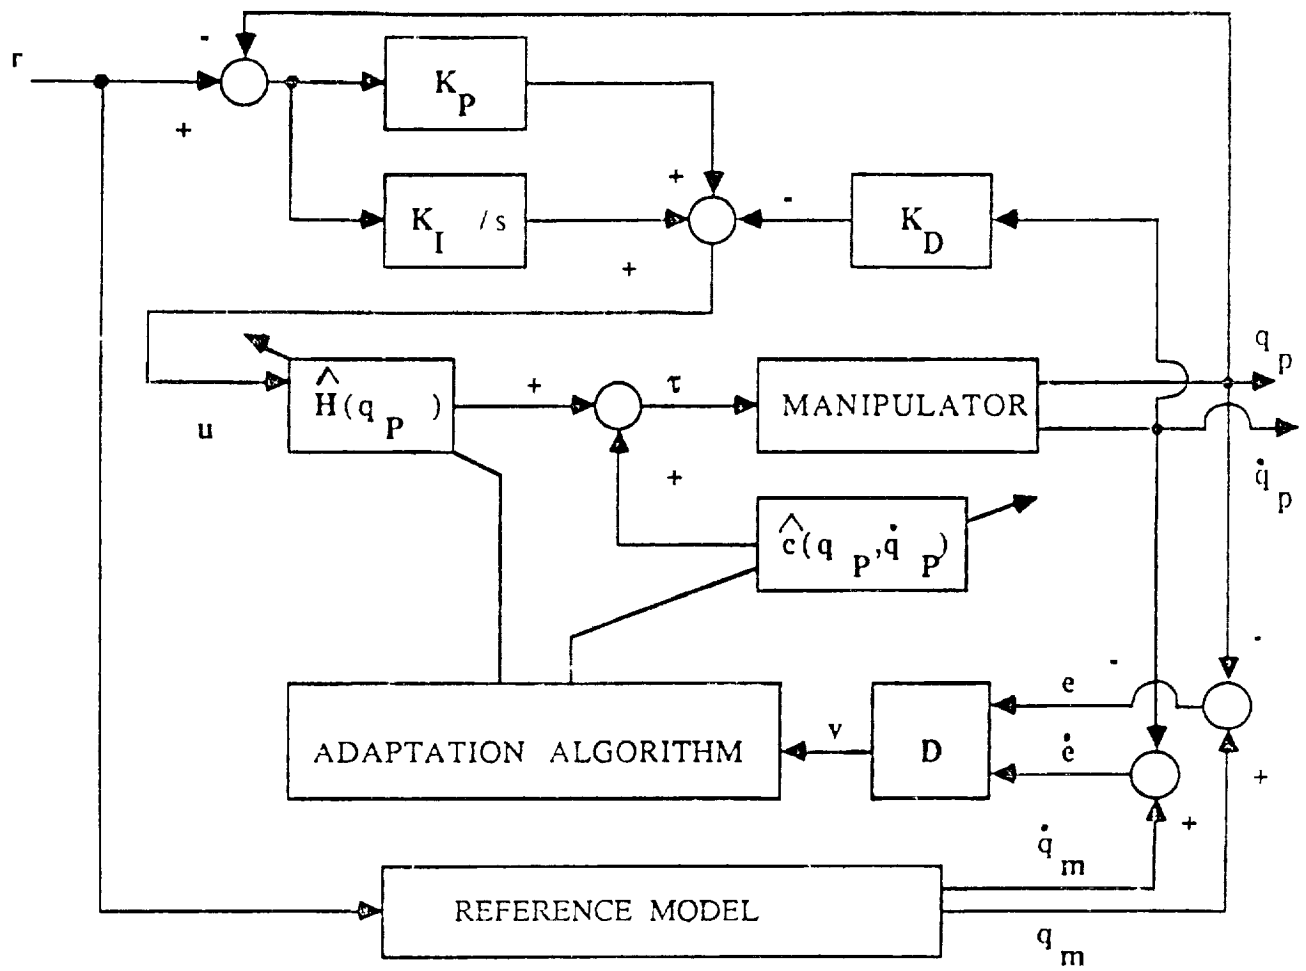 r
-
+
K_P
+
K_I / s
-
K_D
+
u
Ĥ(q_P)
+
τ
MANIPULATOR
q_p
q̇_p
+
ĉ(q_P, q̇_P)
-
-
e
v
D
ė
ADAPTATION ALGORITHM
+
+
q̇_m
REFERENCE MODEL
q_m